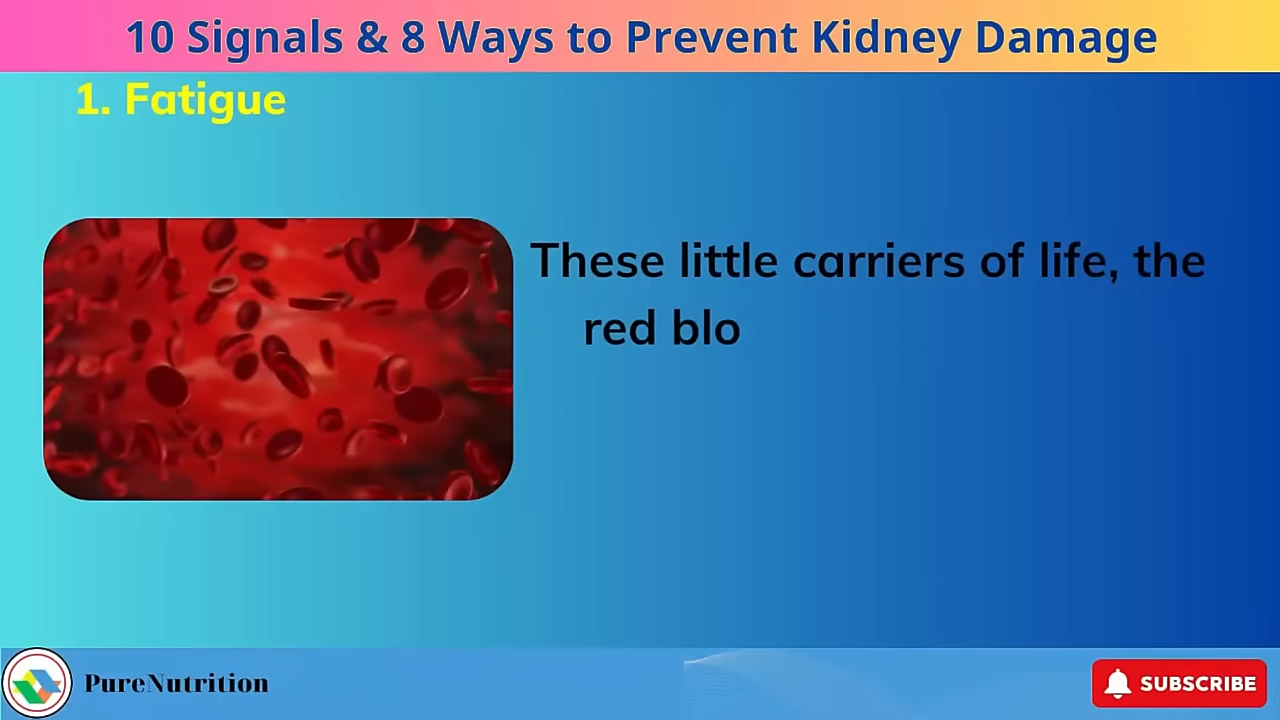 10 Signals & 8 Ways to Prevent Kidney Damage
1. Fatigue
These little carriers of life, the
red blo
PureNutrition
SUBSCRIBE